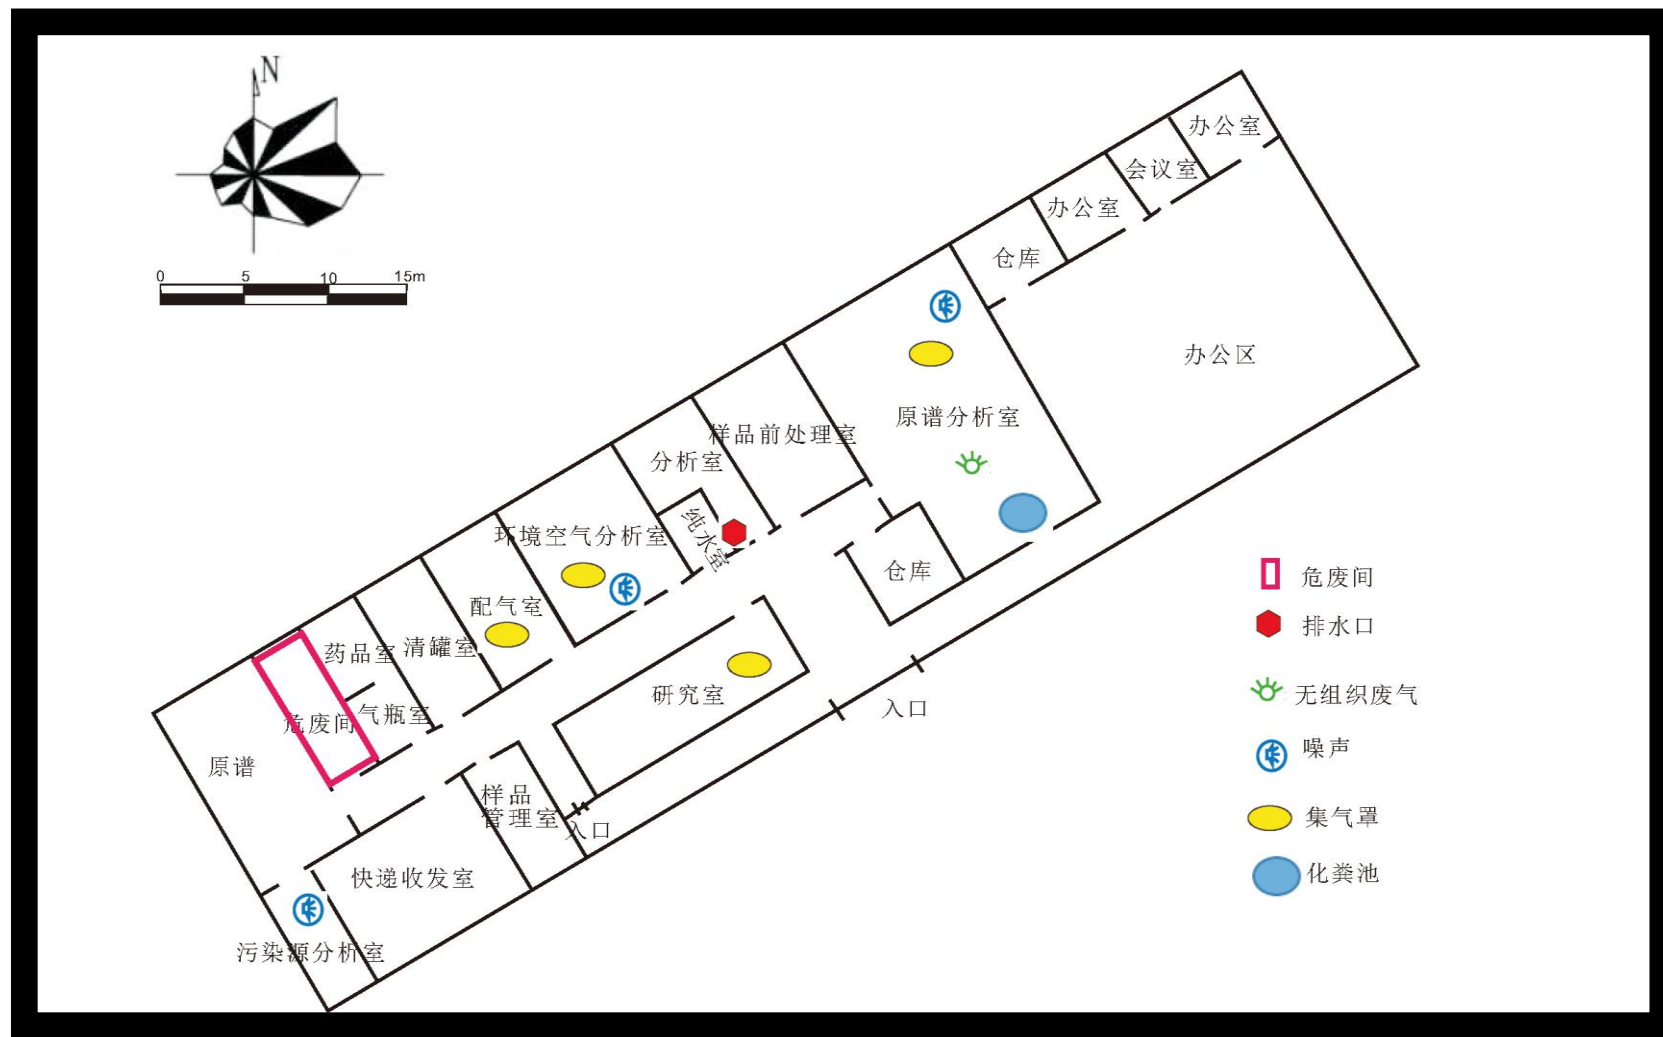 N
0 5 10 15m
办公室
会议室
办公室
仓库
办公区
原谱分析室
样品前处理室
分析室
纯水室
环境空气分析室
仓库
配气室
清罐室
药品室
气瓶室
危废间
原谱
研究室
入口
样品
管理室
入口
快递收发室
污染源分析室
危废间
排水口
无组织废气
噪声
集气罩
化粪池